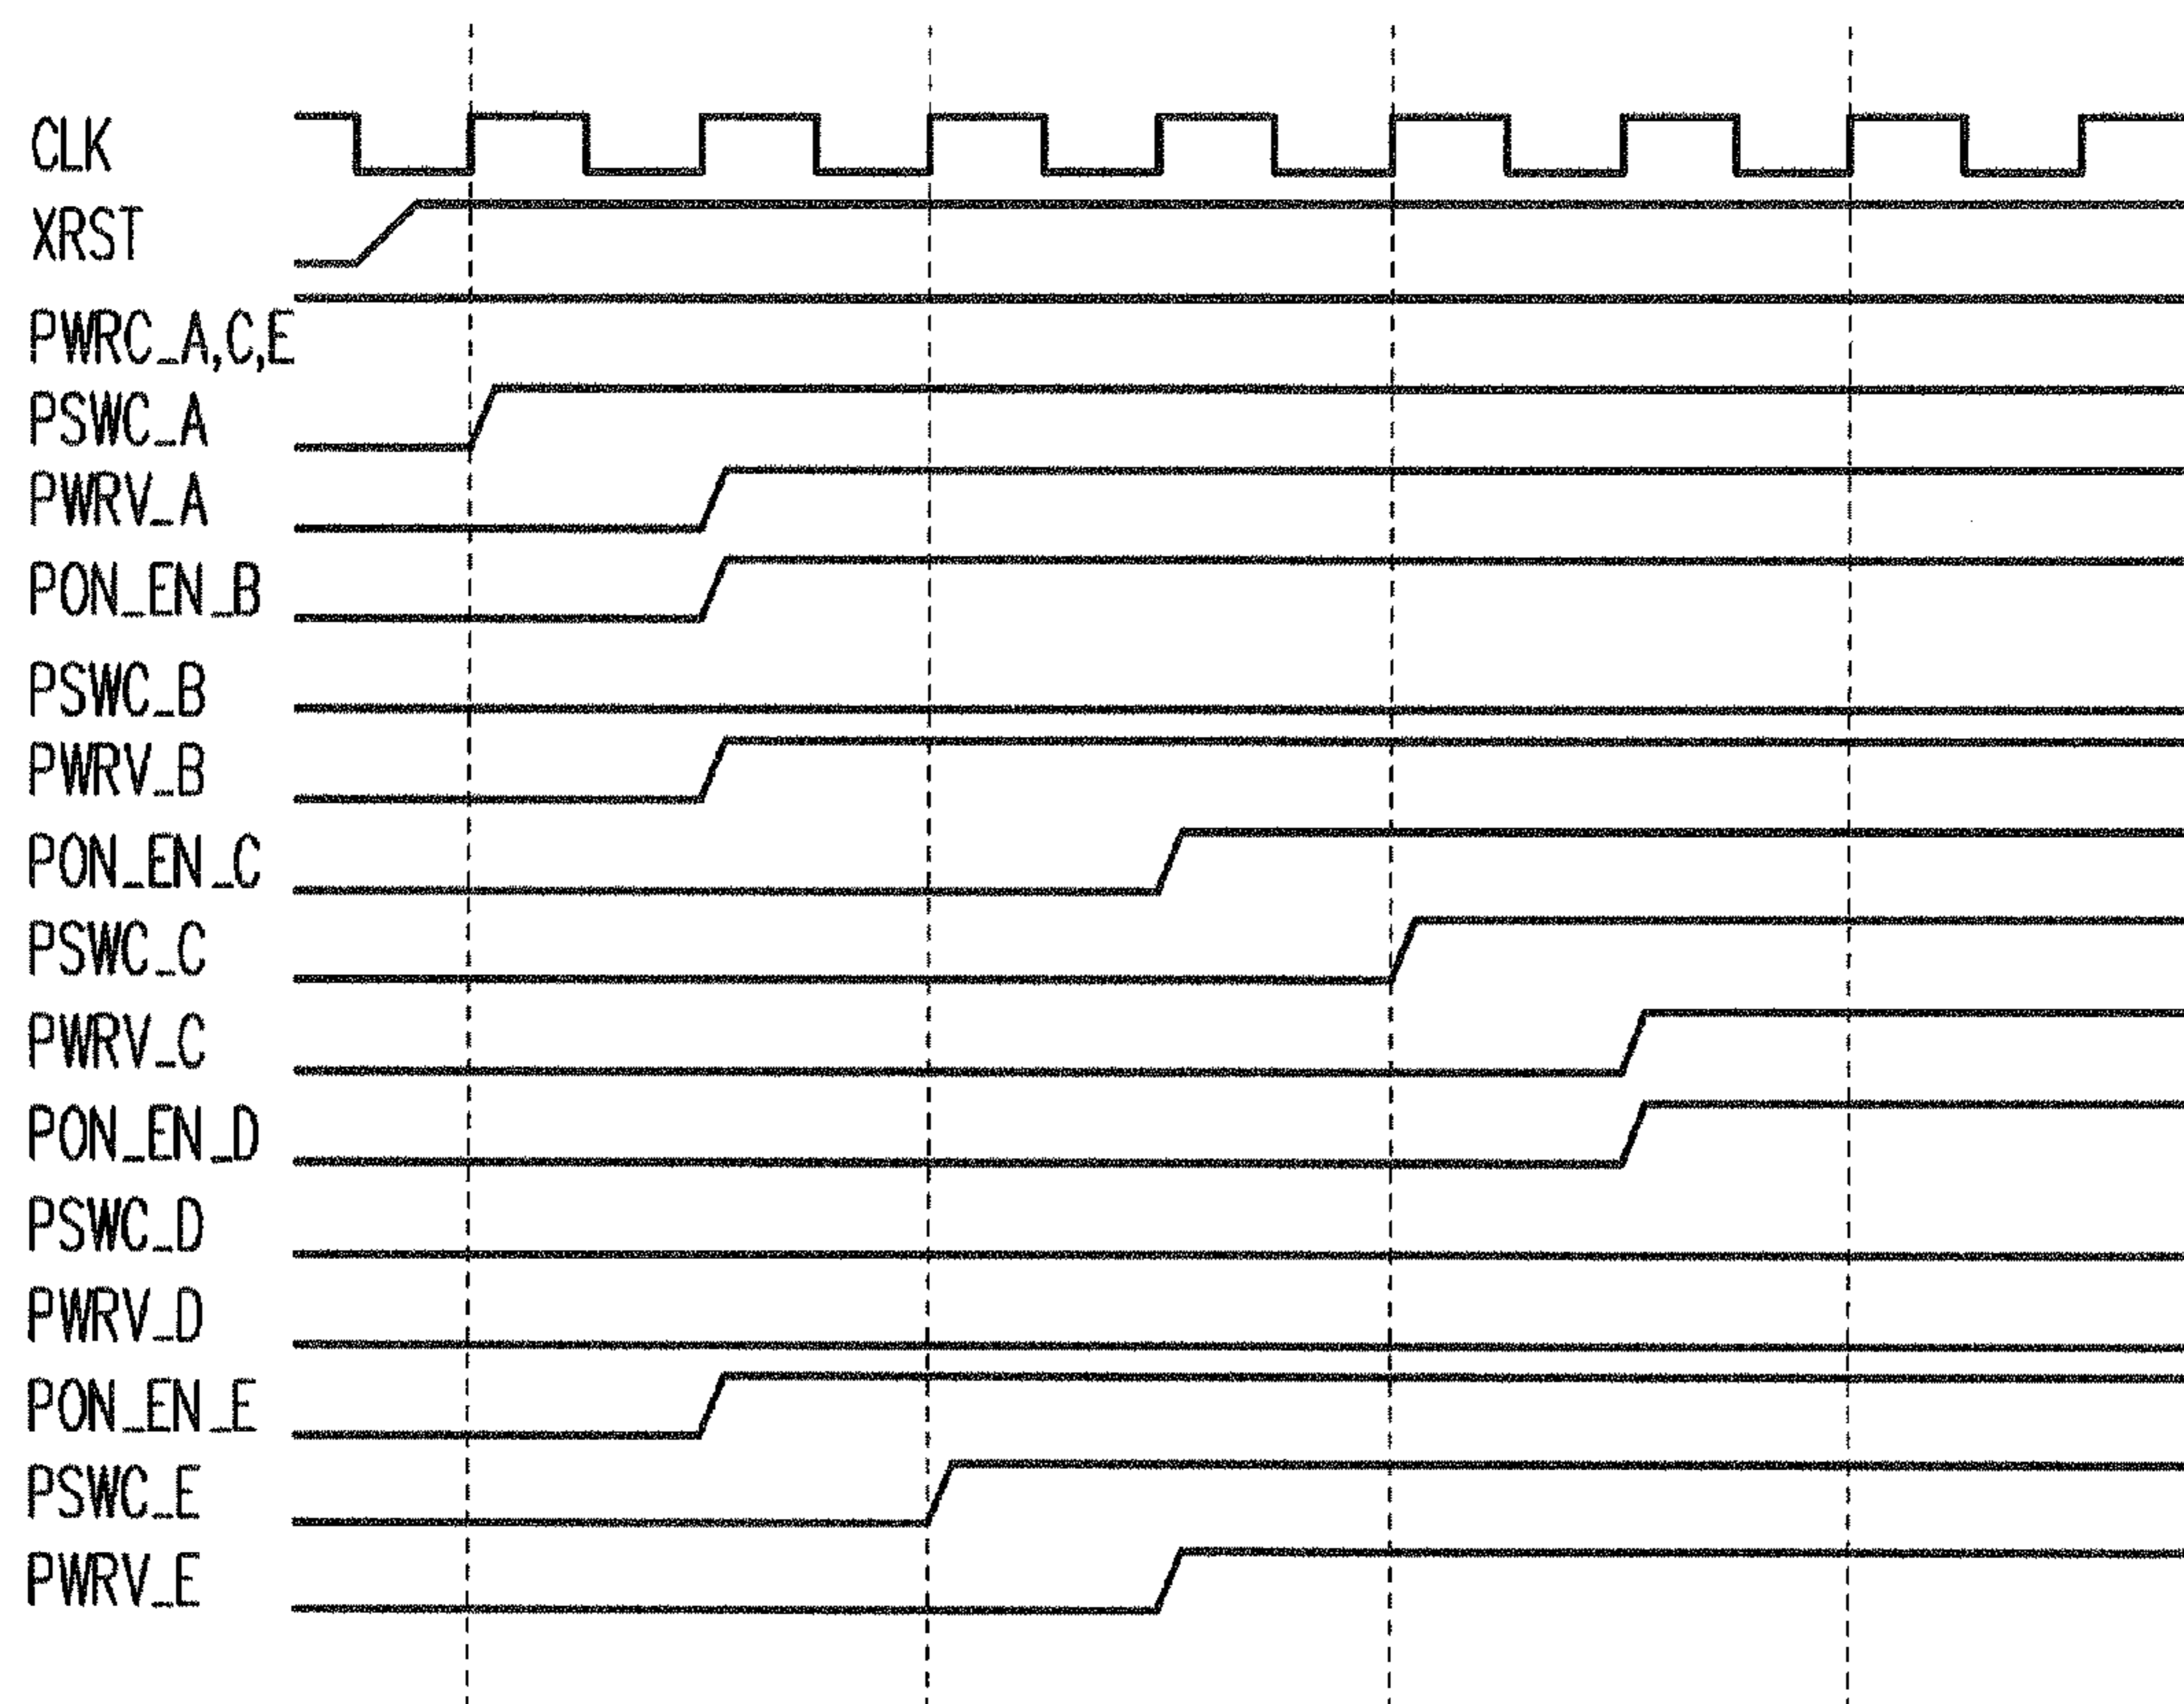 CLK
XRST
PWRC_A,C,E
PSWC_A
PWRV_A
PON_EN_B
PSWC_B
PWRV_B
PON_EN_C
PSWC_C
PWRV_C
PON_EN_D
PSWC_D
PWRV_D
PON_EN_E
PSWC_E
PWRV_E